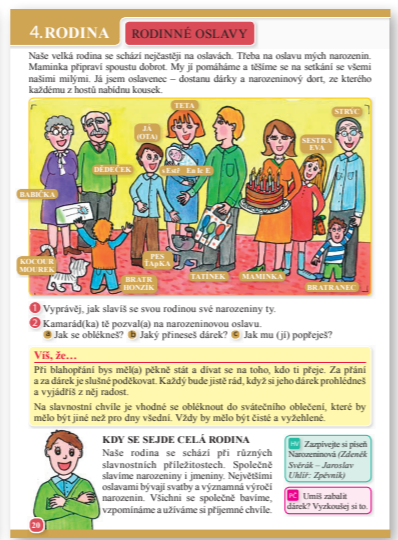 4. RODINA
RODINNÉ OSLAVY
Naše velká rodina se schází nejčastěji na oslavách. Třeba na oslavu mých narozenin.
Maminka připraví spoustu dobrot. My jí pomáháme a těšíme se na setkání se všemi
našimi milými. Já jsem oslavenec – dostanu dárky a narozeninový dort, ze kterého
každému z hostů nabídnu kousek.
TETA
STRÝC
JÁ
(OTA)
SESTRA
EVA
DĚDEČEK
BABIČKA
KOCOUR
MOUREK
PES
ŤApKA
BRATR
HONZÍK
TATÍNEK
MAMINKA
BRATRANEC
1 Vyprávěj, jak slavíš se svou rodinou své narozeniny ty.
2 Kamarád(ka) tě pozval(a) na narozeninovou oslavu.
a Jak se oblékneš? b Jaký přineseš dárek? c Jak mu (jí) popřeješ?
Víš, že…
Při blahopřání bys měl(a) pěkně stát a dívat se na toho, kdo ti přeje. Za přání
a za dárek je slušné poděkovat. Každý bude jistě rád, když si jeho dárek prohlédneš
a vyjádříš z něj radost.
Na slavnostní chvíle je vhodné se obléknout do svátečního oblečení, které by
mělo být jiné než pro dny všední. Vždy by mělo být čisté a vyžehlené.
KDY SE SEJDE CELÁ RODINA
Naše rodina se schází při různých
slavnostních příležitostech. Společně
slavíme narozeniny i jmeniny. Největšími
oslavami bývají svatby a významná výročí
narozenin. Všichni se společně bavíme,
vzpomínáme a užíváme si příjemné chvíle.
HV Zazpívejte si píseň
Narozeninová (Zdeněk
Svěrák – Jaroslav
Uhlíř: Zpěvník)
PČ Umíš zabalit
dárek? Vyzkoušej si to.
20